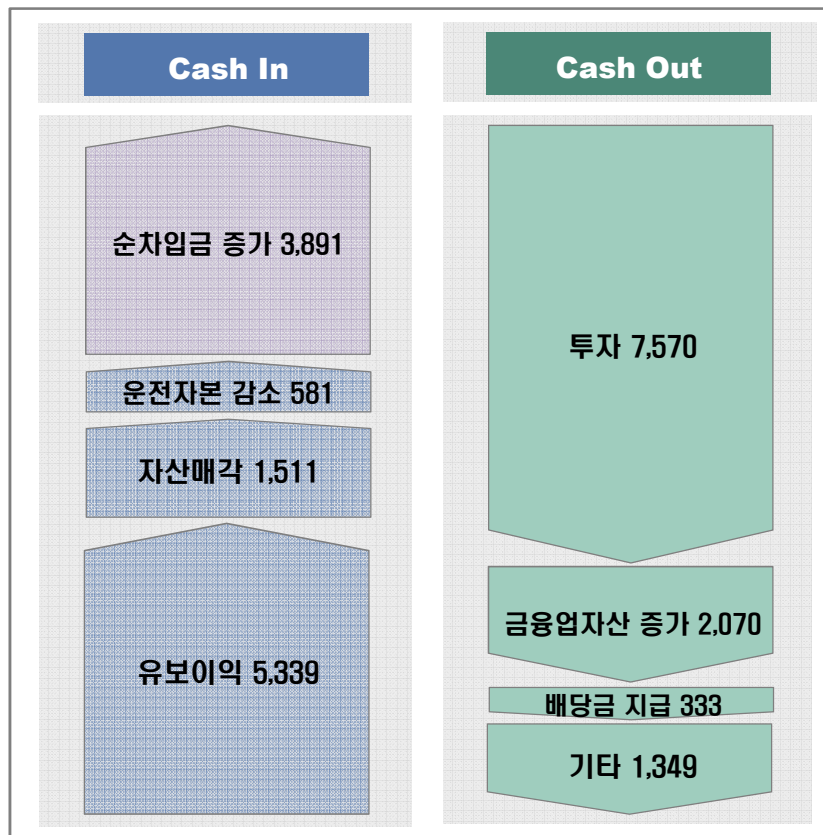 Cash In
순차입금 증가 3,891
운전자본 감소 581
자산매각 1,511
유보이익 5,339
Cash Out
투자 7,570
금융업자산 증가 2,070
배당금 지급 333
기타 1,349